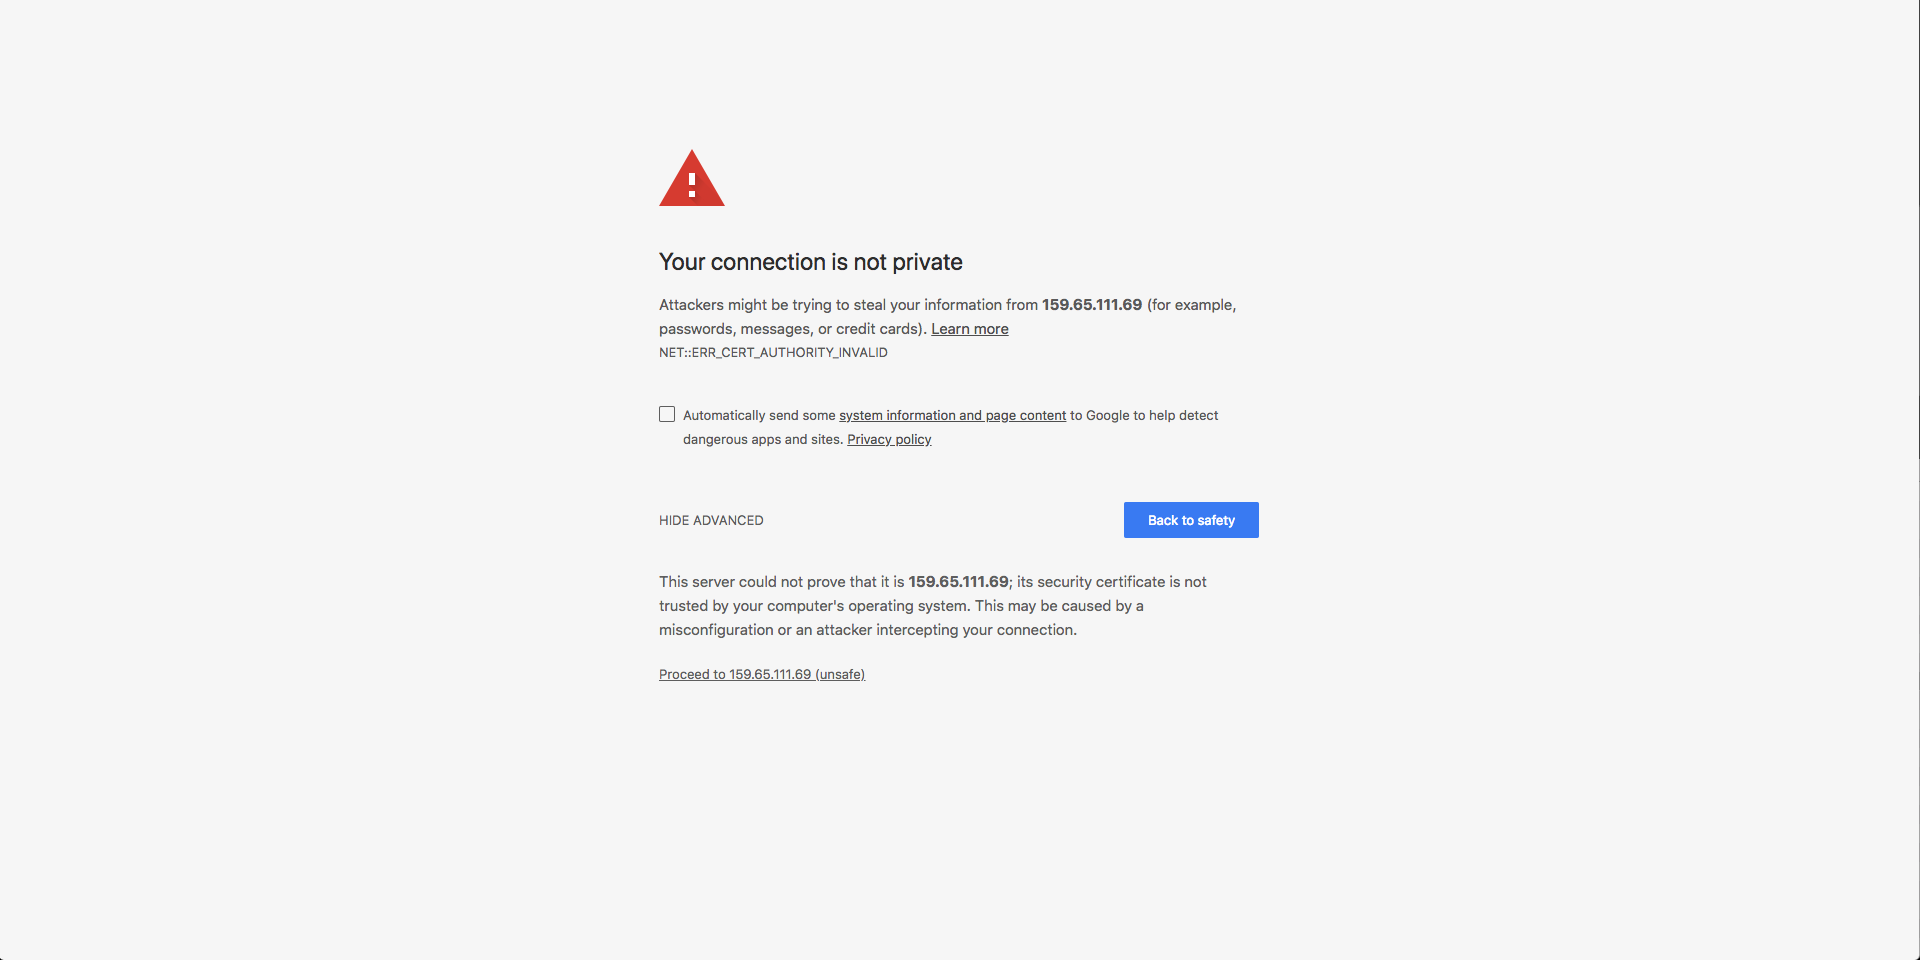 Your connection is not private
Attackers might be trying to steal your information from 159.65.111.69 (for example,
passwords, messages, or credit cards). Learn more
NET::ERR_CERT_AUTHORITY_INVALID
Automatically send some system information and page content to Google to help detect
dangerous apps and sites. Privacy policy
HIDE ADVANCED
Back to safety
This server could not prove that it is 159.65.111.69; its security certificate is not
trusted by your computer's operating system. This may be caused by a
misconfiguration or an attacker intercepting your connection.
Proceed to 159.65.111.69 (unsafe)